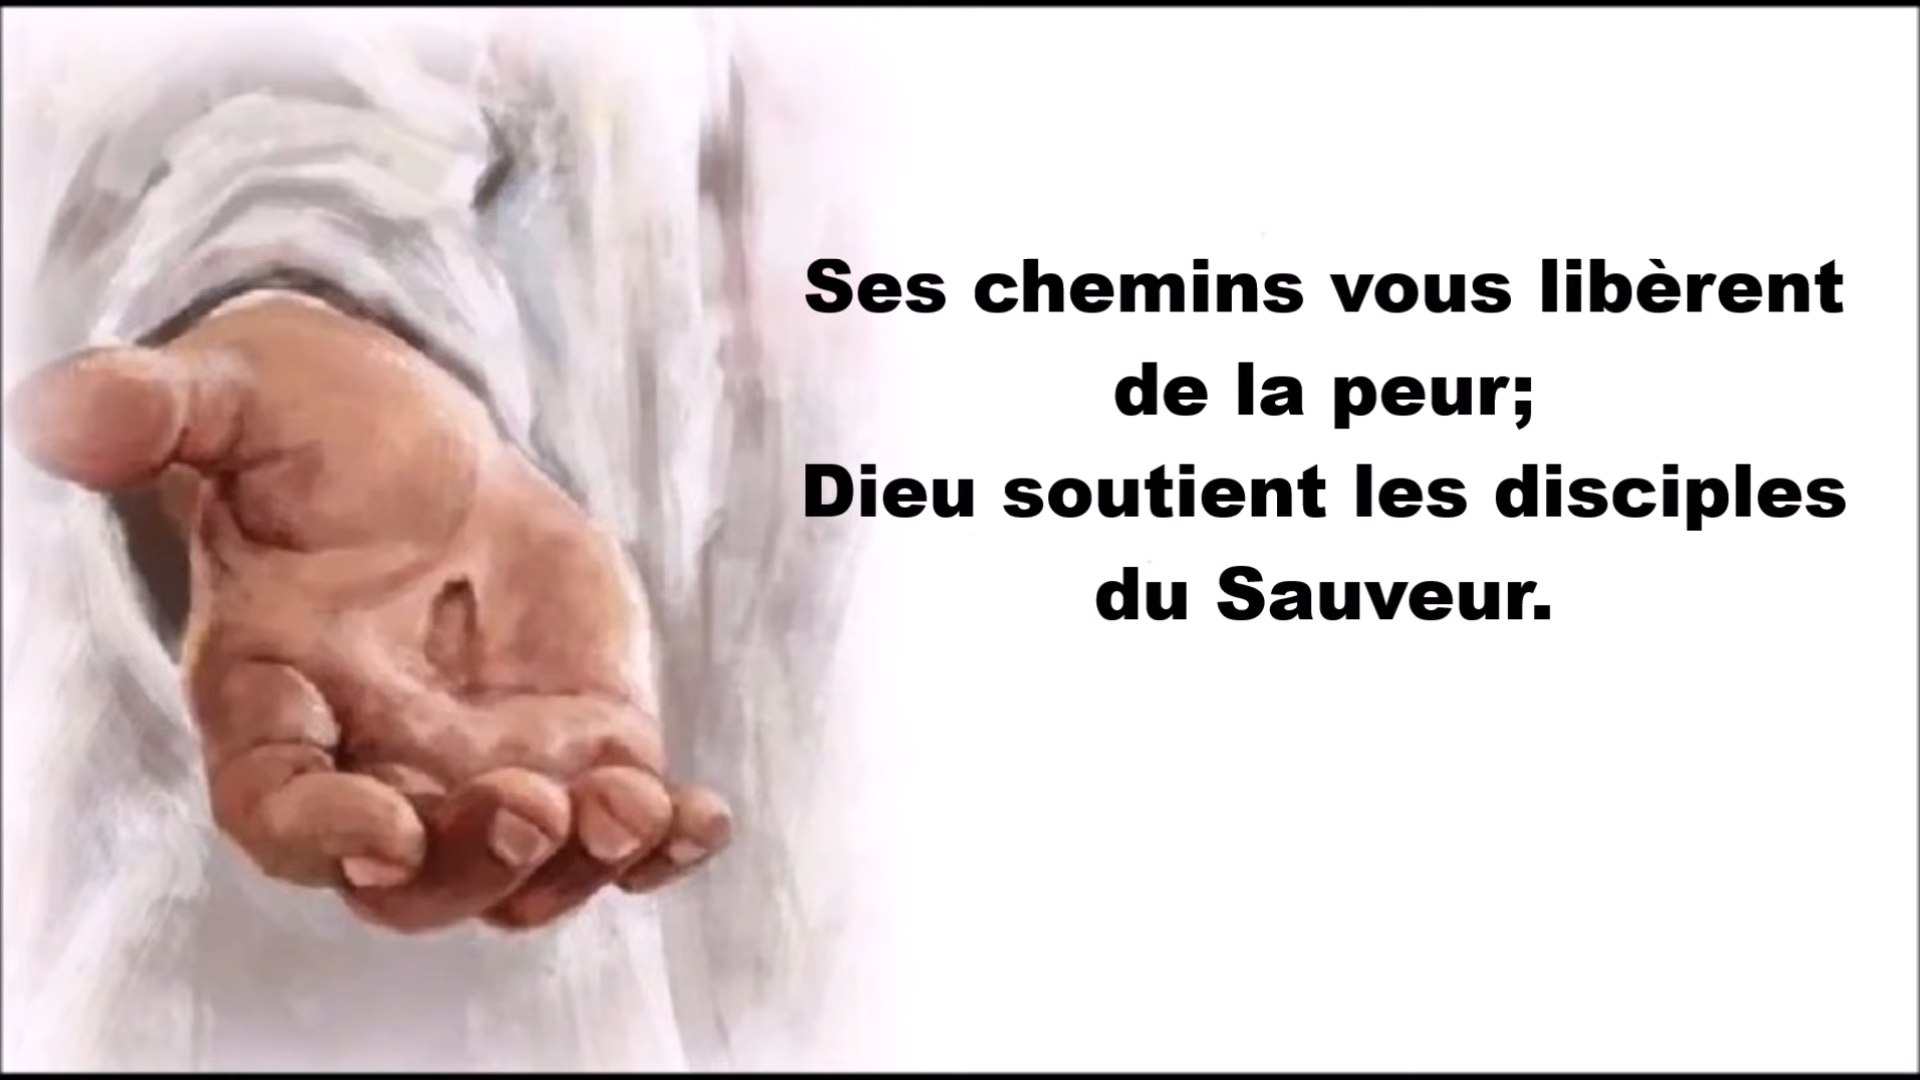 Ses chemins vous libèrent
de la peur;
Dieu soutient les disciples
du Sauveur.